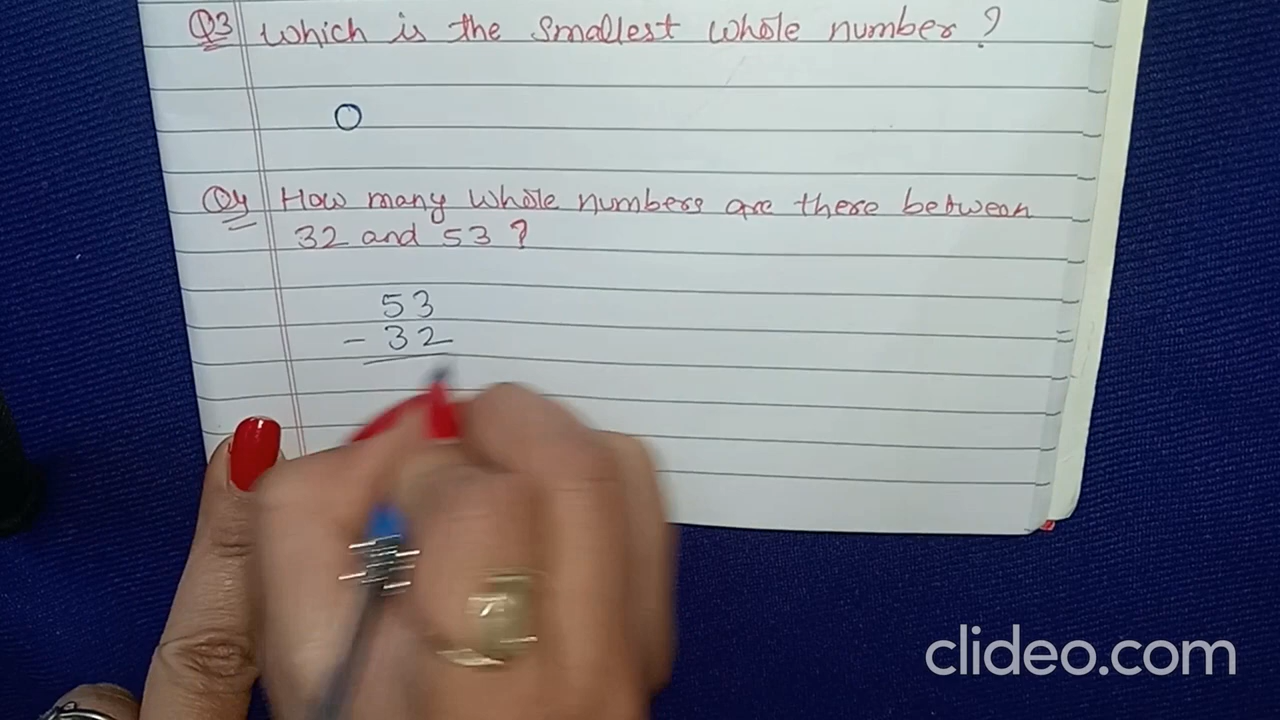 Q3 Which is the smallest whole number ?
0
Q4 How many whole numbers are there between
32 and 53 ?
53
- 32
clideo.com